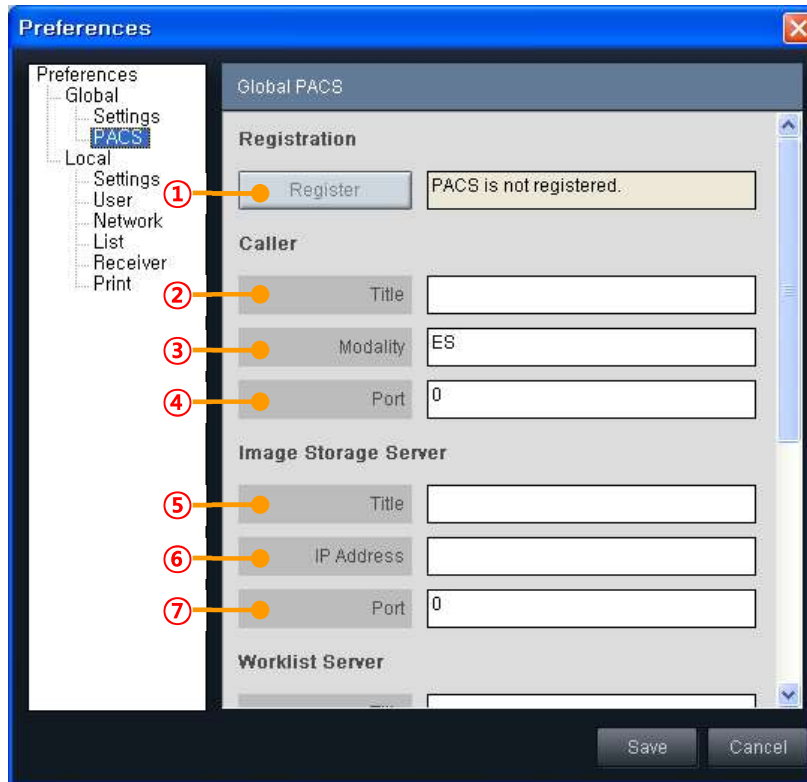 Preferences
Preferences
Global
Settings
PACS
Local
Settings
User
Network
List
Receiver
Print
Global PACS
Registration
① Register PACS is not registered.
Caller
② Title
③ Modality ES
④ Port 0
Image Storage Server
⑤ Title
⑥ IP Address
⑦ Port 0
Worklist Server
Save Cancel